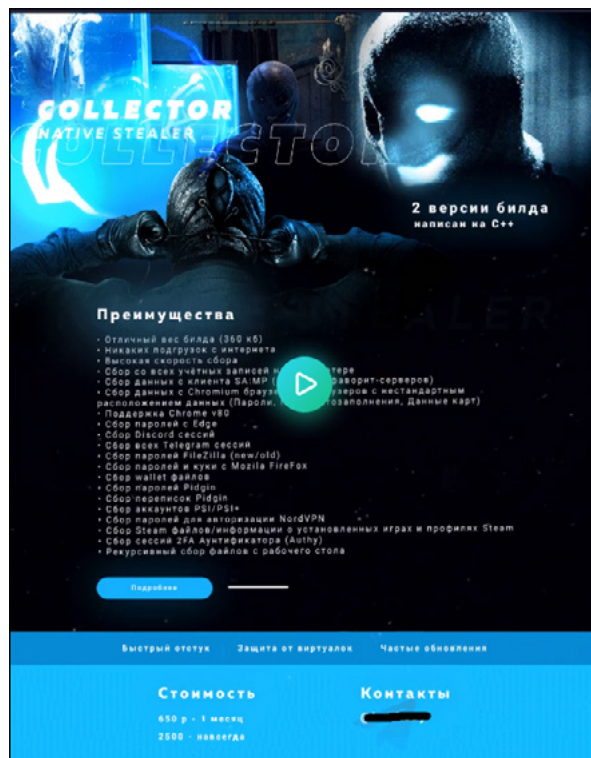 COLLECTOR
NATIVE STEALER
COLLECTOR
2 версии билда
написан на C++
STEALER
Преимущества
• Отличный вес билда (360 кб)
• Никаких подгрузок с интернета
• Высокая скорость сбора
• Сбор со всех учётных записей на
• Сбор данных с клиента SA:MP
• Сбор данных с Chromium с нестандартным
расположением данных (Пароли, Данные карт)
• Поддержка Chrome v80
• Сбор паролей с Edge
• Сбор Discord сессий
• Сбор всех Telegram сессий
• Сбор паролей FileZilla (new/old)
• Сбор паролей и куки с Mozila FireFox
• Сбор wallet файлов
• Сбор паролей Pidgin
• Сбор переписок Pidgin
• Сбор аккаунтов PSI/PSI+
• Сбор паролей для авторизации NordVPN
• Сбор Steam файлов/информации о установленных играх и профилях Steam
• Сбор сессий 2FA Аунтификатора (Authy)
• Рекурсивный сбор файлов с рабочего стола
Подробнее
Быстрый отстук Защита от виртуалок Частые обновления
Стоимость Контакты
650 р - 1 месяц
2500 - навсегда